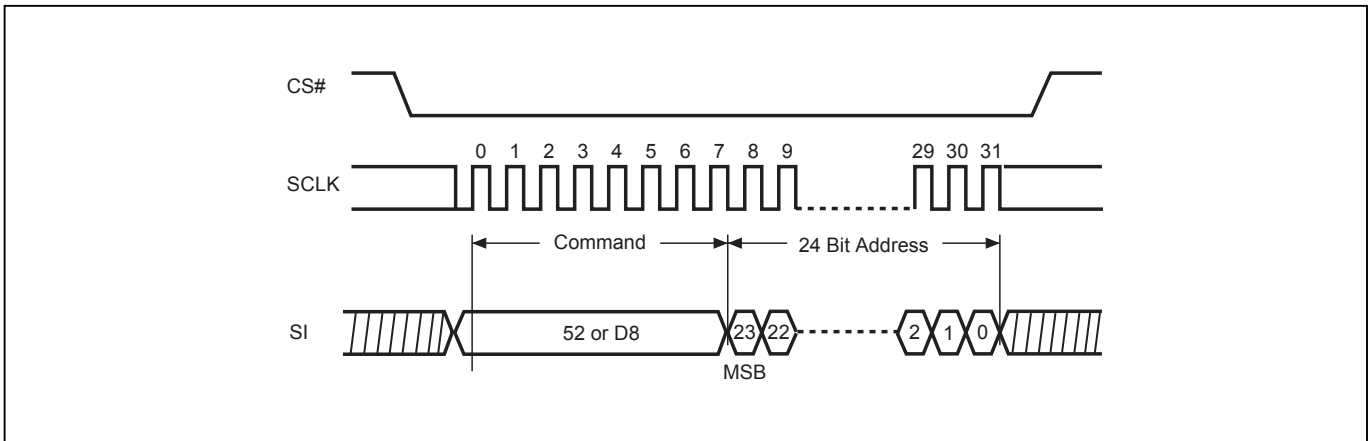 CS#
0 1 2 3 4 5 6 7 8 9 29 30 31
SCLK
Command 24 Bit Address
SI 52 or D8 23 22 2 1 0
MSB